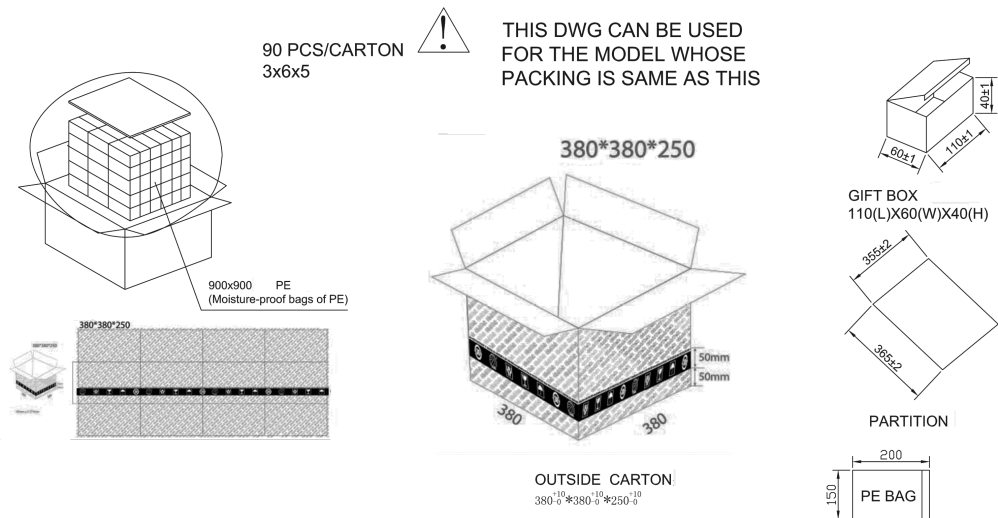 90 PCS/CARTON
3x6x5
THIS DWG CAN BE USED
FOR THE MODEL WHOSE
PACKING IS SAME AS THIS
900x900 PE
(Moisture-proof bags of PE)
380*380*250
380*380*250
380*380*250
50mm
50mm
380
380
OUTSIDE CARTON
380+10-0*380+10-0*250+10-0
40±1
60±1
110±1
GIFT BOX
110(L)X60(W)X40(H)
355±2
365±2
PARTITION
200
150
PE BAG